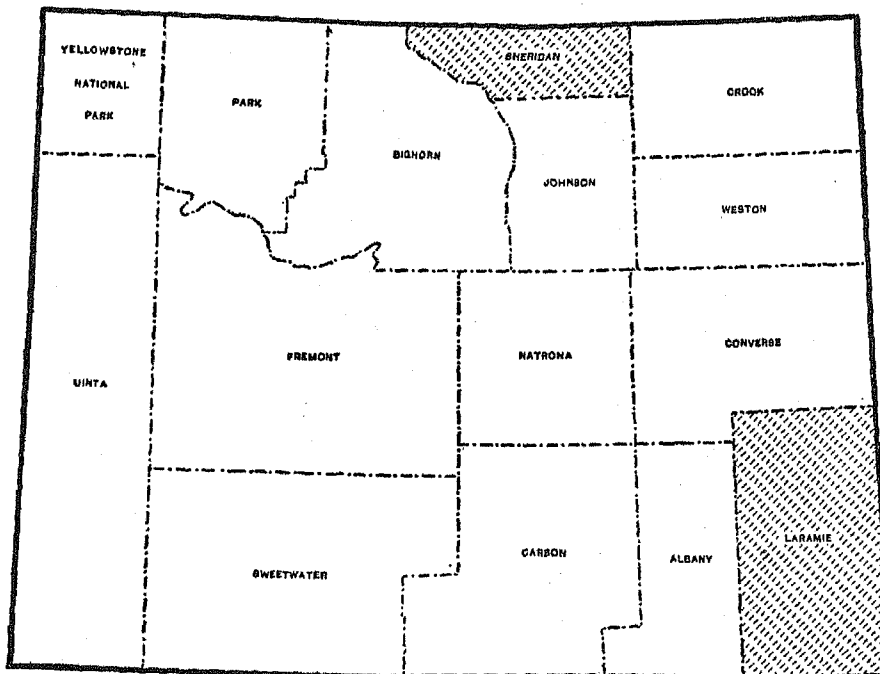 YELLOWSTONE
NATIONAL
PARK
PARK
SHERIDAN
CROOK
BIGHORN
JOHNSON
WESTON
FREMONT
NATRONA
CONVERSE
UINTA
SWEETWATER
CARBON
ALBANY
LARAMIE